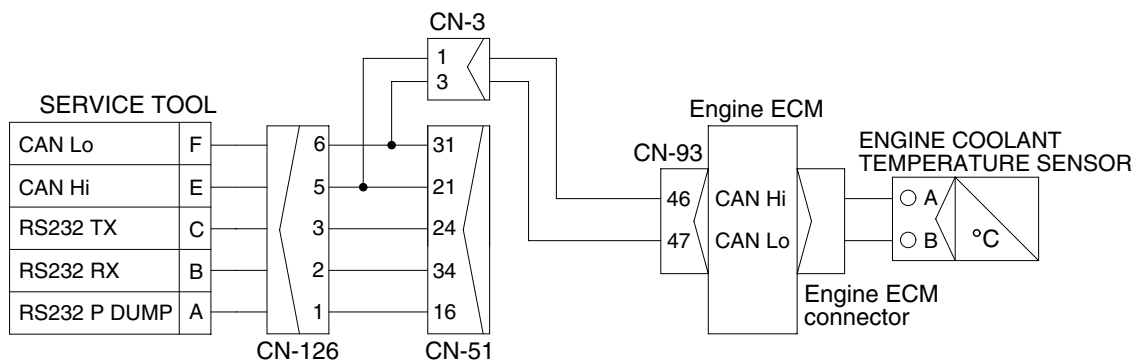 CN-3
1
3
SERVICE TOOL
CAN Lo F 6 31
CAN Hi E 5 21
RS232 TX C 3 24
RS232 RX B 2 34
RS232 P DUMP A 1 16
CN-126
CN-51
Engine ECM
CN-93
46 CAN Hi
47 CAN Lo
Engine ECM
connector
ENGINE COOLANT
TEMPERATURE SENSOR
A
B
°C